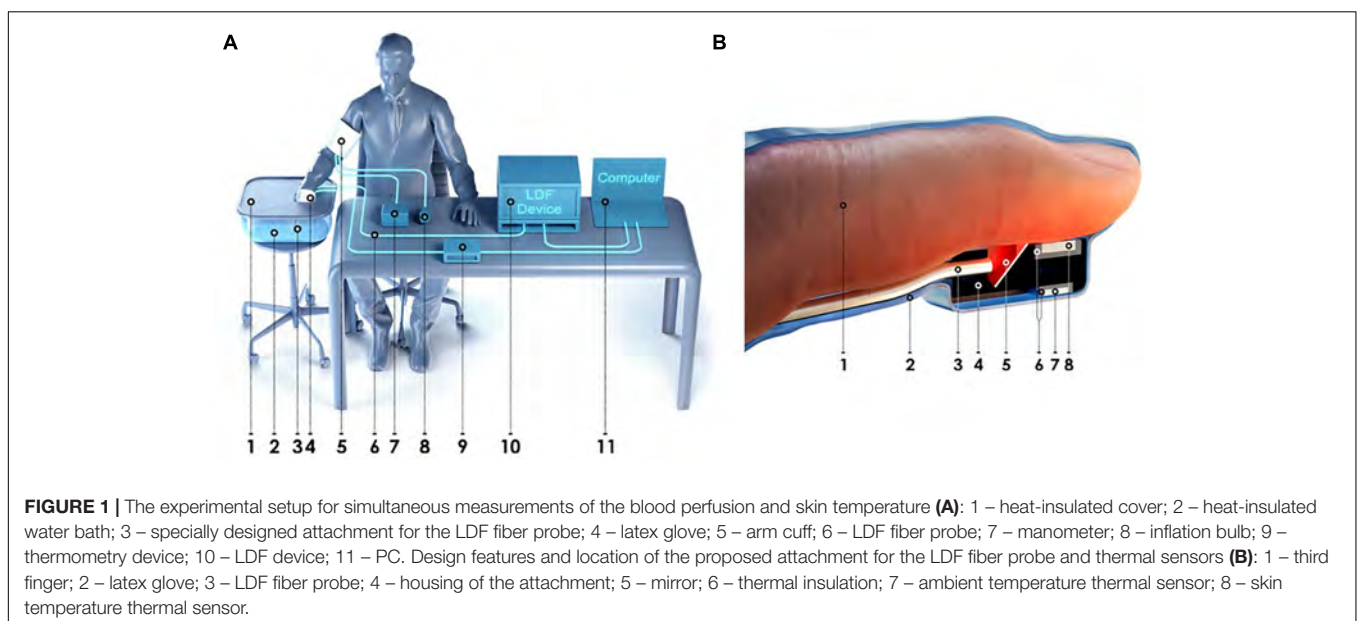 A
B
LDF
Device
Computer
1 2 3 4 5 6 7 8 9 10 11
1 2 3 4 5 6 7 8
FIGURE 1 | The experimental setup for simultaneous measurements of the blood perfusion and skin temperature (A): 1 – heat-insulated cover; 2 – heat-insulated
water bath; 3 – specially designed attachment for the LDF fiber probe; 4 – latex glove; 5 – arm cuff; 6 – LDF fiber probe; 7 – manometer; 8 – inflation bulb; 9 –
thermometry device; 10 – LDF device; 11 – PC. Design features and location of the proposed attachment for the LDF fiber probe and thermal sensors (B): 1 – third
finger; 2 – latex glove; 3 – LDF fiber probe; 4 – housing of the attachment; 5 – mirror; 6 – thermal insulation; 7 – ambient temperature thermal sensor; 8 – skin
temperature thermal sensor.